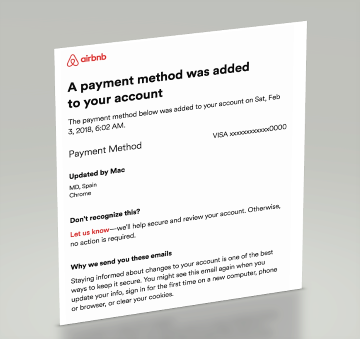 airbnb
A payment method was added
to your account
The payment method below was added to your account on Sat, Feb
3, 2018, 6:02 AM.
Payment Method
VISA xxxxxxxxxxxx0000
Updated by Mac
MD, Spain
Chrome
Don't recognize this?
Let us know—we'll help secure and review your account. Otherwise,
no action is required.
Why we send you these emails
Staying informed about changes to your account is one of the best
ways to keep it secure. You might see this email again when you
update your info, sign in for the first time on a new computer, phone
or browser, or clear your cookies.